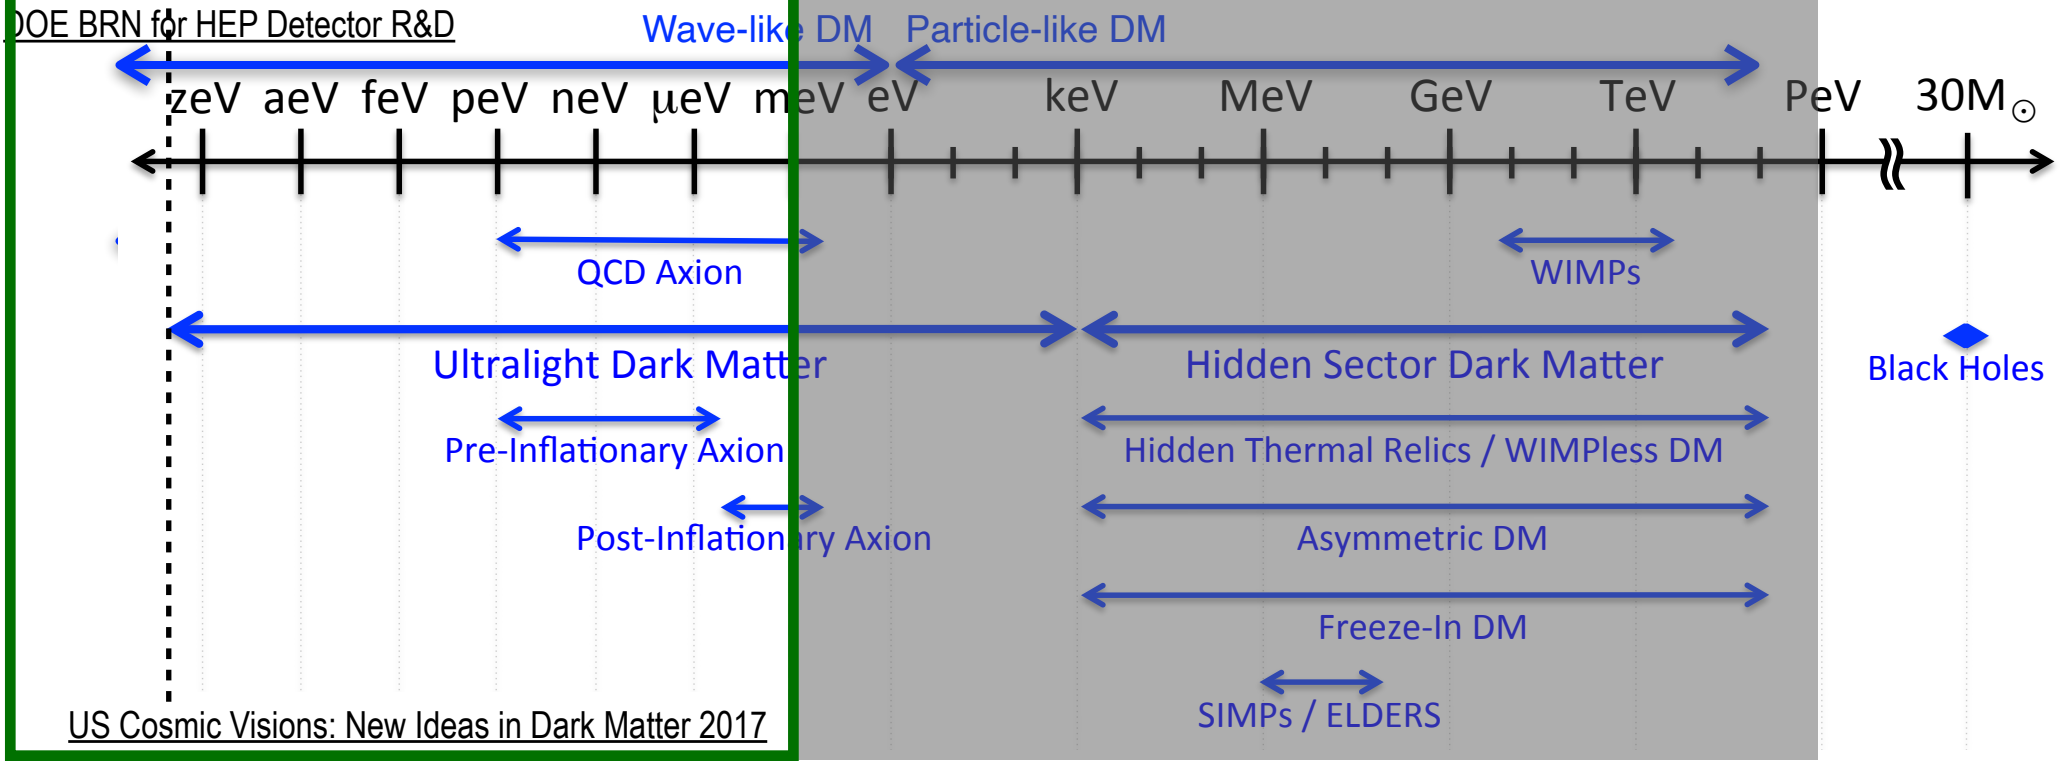 DOE BRN for HEP Detector R&D
Wave-like DM Particle-like DM
zeV aeV feV peV neV μeV meV eV keV MeV GeV TeV PeV 30M☉
QCD Axion WIMPs
Ultralight Dark Matter Hidden Sector Dark Matter Black Holes
Pre-Inflationary Axion Hidden Thermal Relics / WIMPless DM
Post-Inflationary Axion Asymmetric DM
Freeze-In DM
SIMPs / ELDERS
US Cosmic Visions: New Ideas in Dark Matter 2017